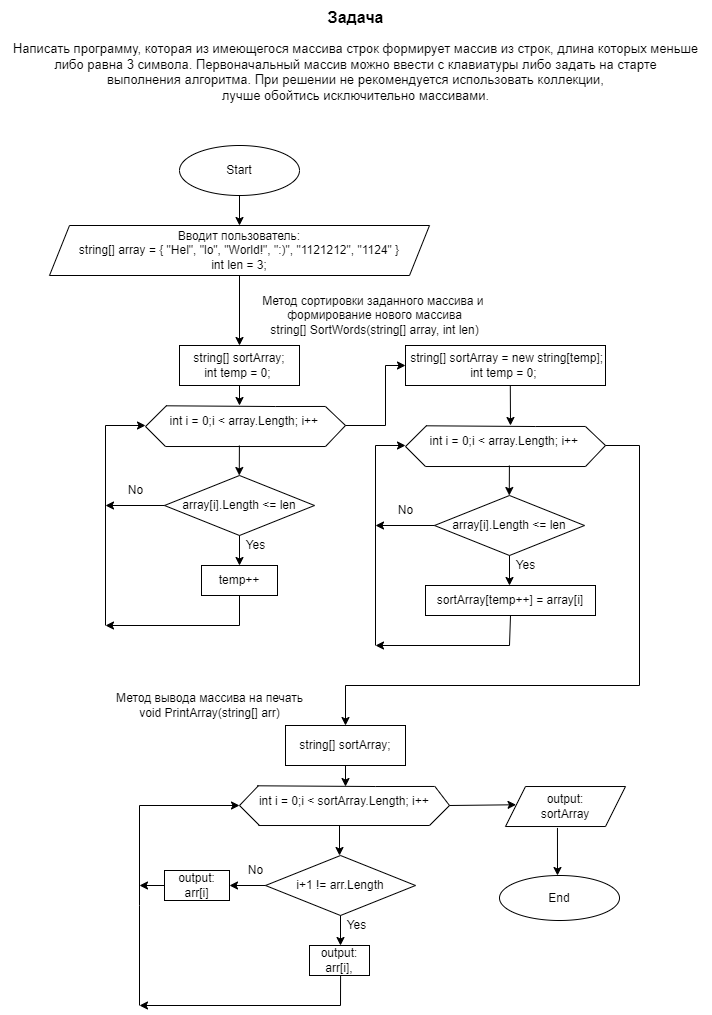 Задача
Написать программу, которая из имеющегося массива строк формирует массив из строк, длина которых меньше
либо равна 3 символа. Первоначальный массив можно ввести с клавиатуры либо задать на старте
выполнения алгоритма. При решении не рекомендуется использовать коллекции,
лучше обойтись исключительно массивами.
Start
Вводит пользователь:
string[] array = { "Hel", "lo", "World!", ":)", "1121212", "1124" }
int len = 3;
Метод сортировки заданного массива и
формирование нового массива
string[] SortWords(string[] array, int len)
string[] sortArray;
int temp = 0;
int i = 0;i < array.Length; i++
No
array[i].Length <= len
Yes
temp++
string[] sortArray = new string[temp];
int temp = 0;
int i = 0;i < array.Length; i++
No
array[i].Length <= len
Yes
sortArray[temp++] = array[i]
Метод вывода массива на печать
void PrintArray(string[] arr)
string[] sortArray;
int i = 0;i < sortArray.Length; i++
output:
sortArray
No
i+1 != arr.Length
output:
arr[i]
Yes
output:
arr[i],
End